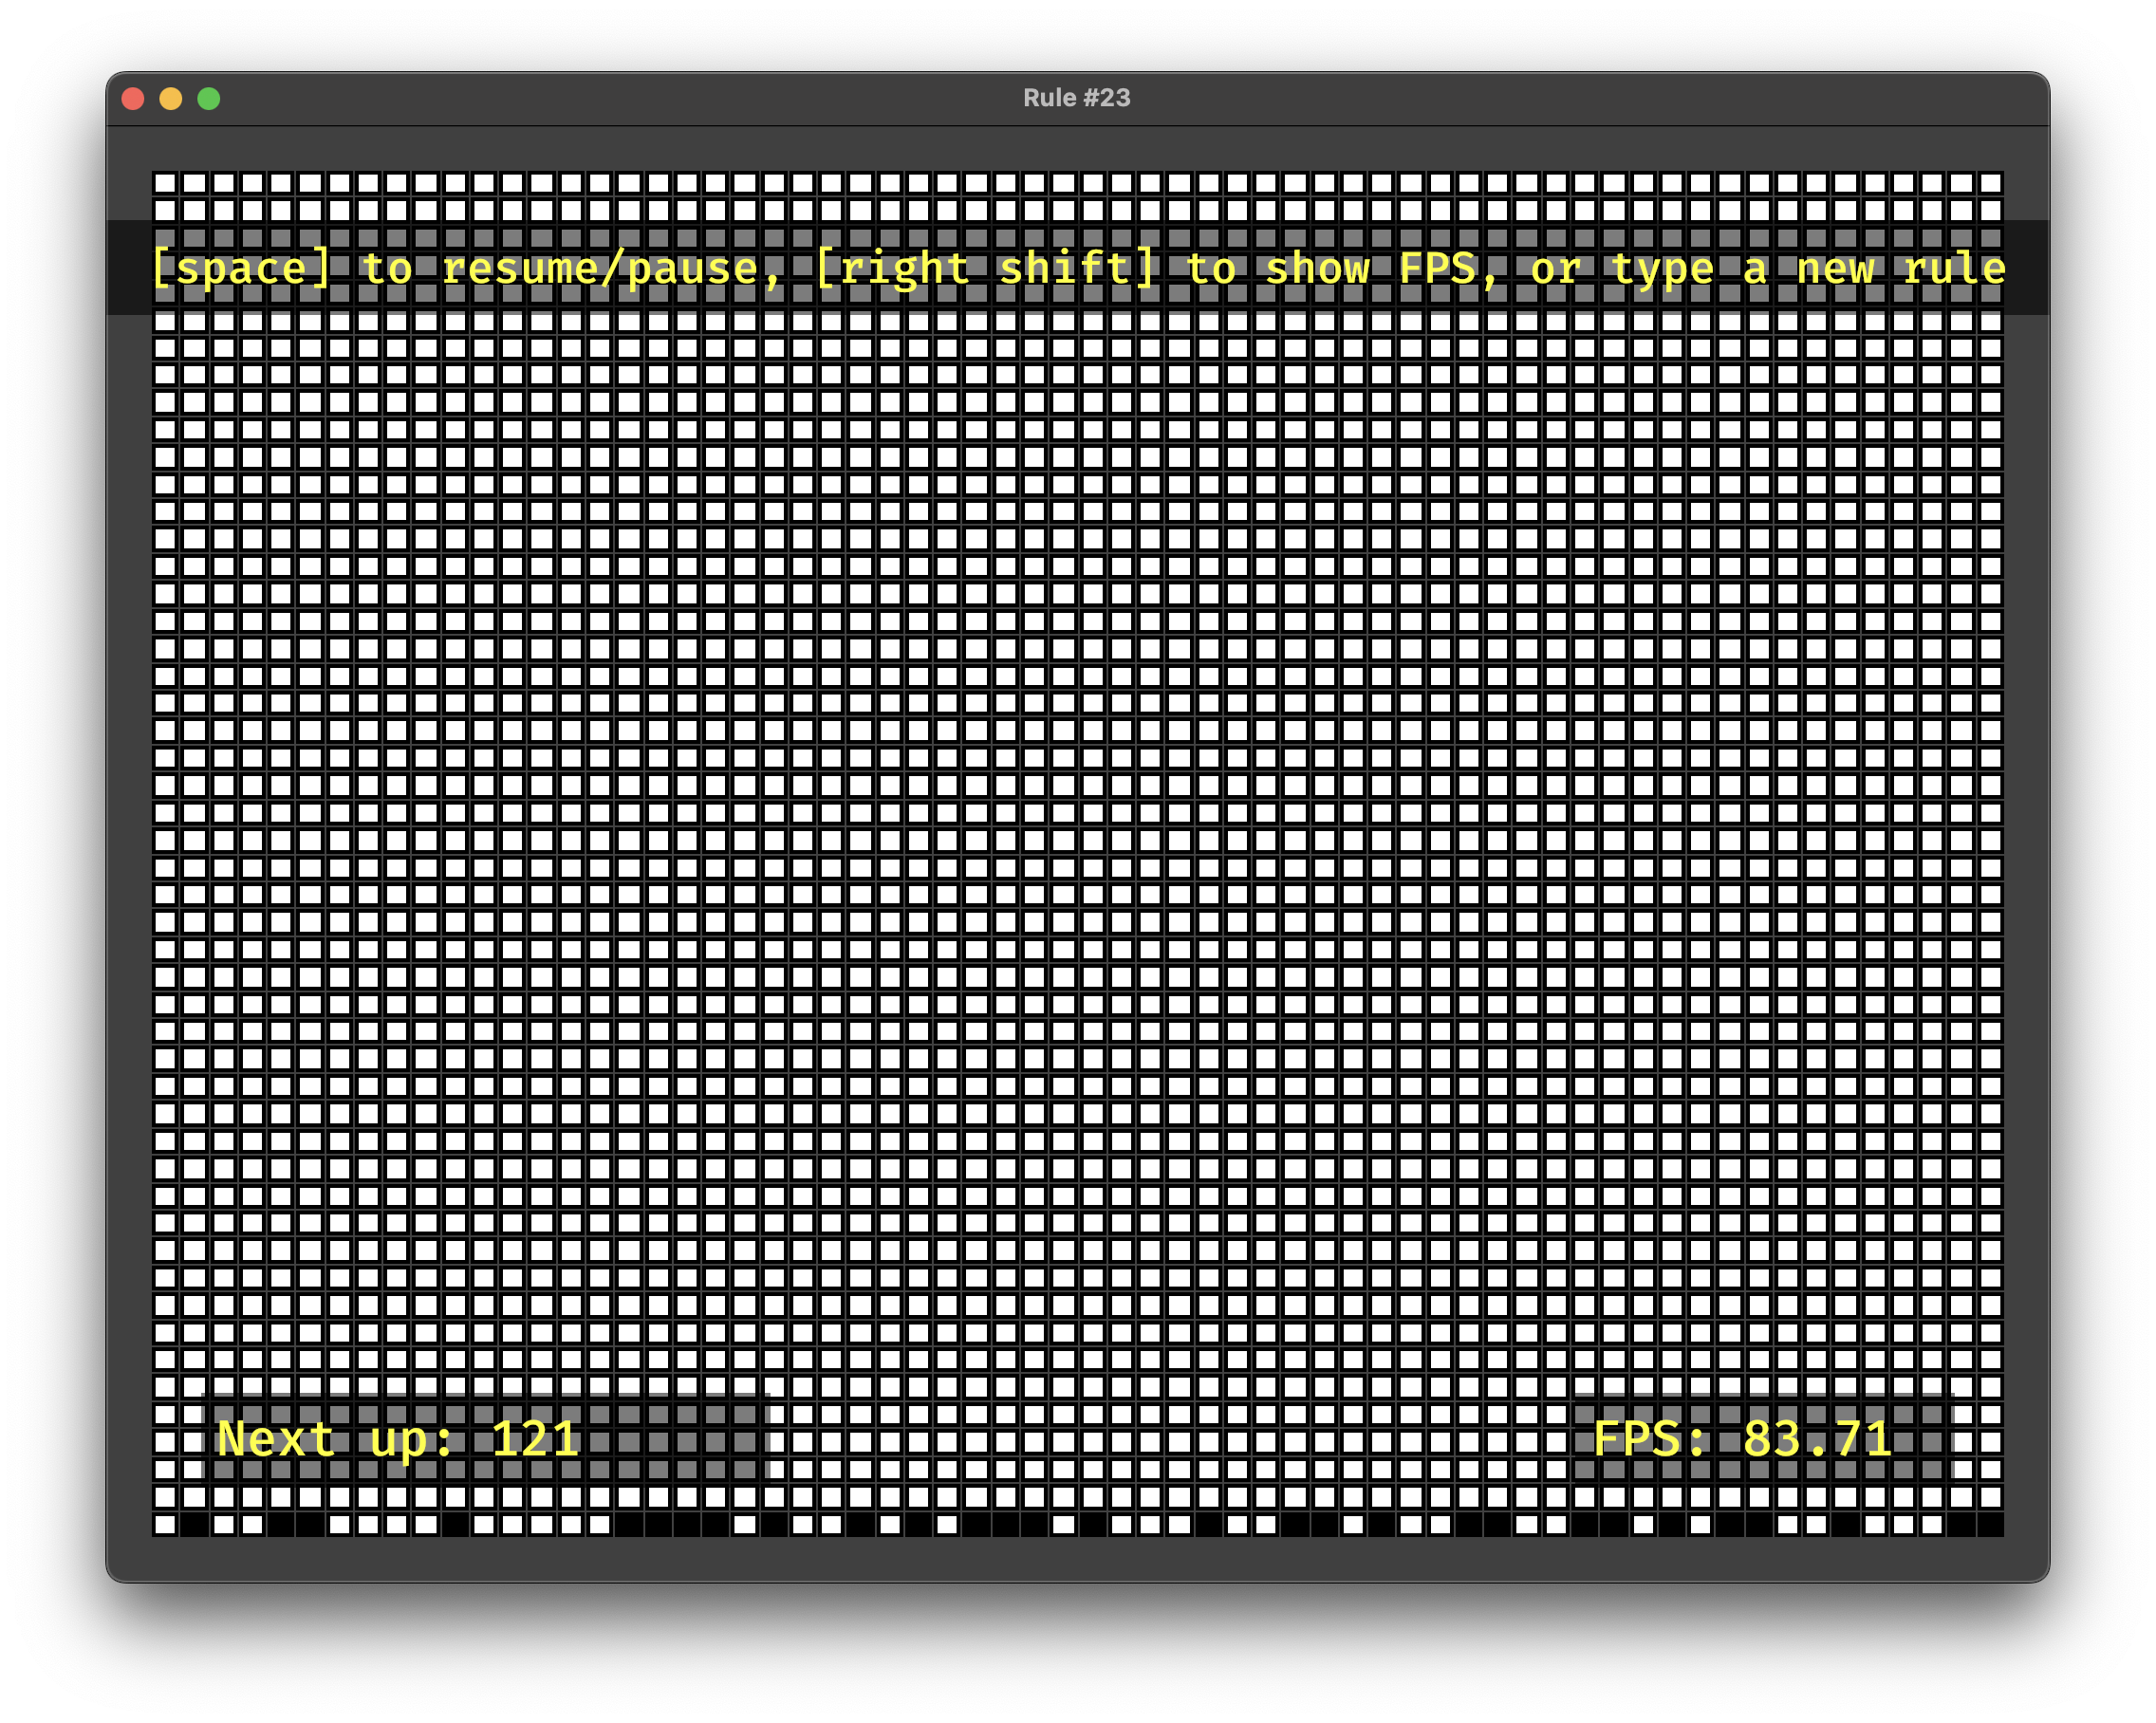 Rule #23
[space] to resume/pause, [right shift] to show FPS, or type a new rule
Next up: 121
FPS: 83.71